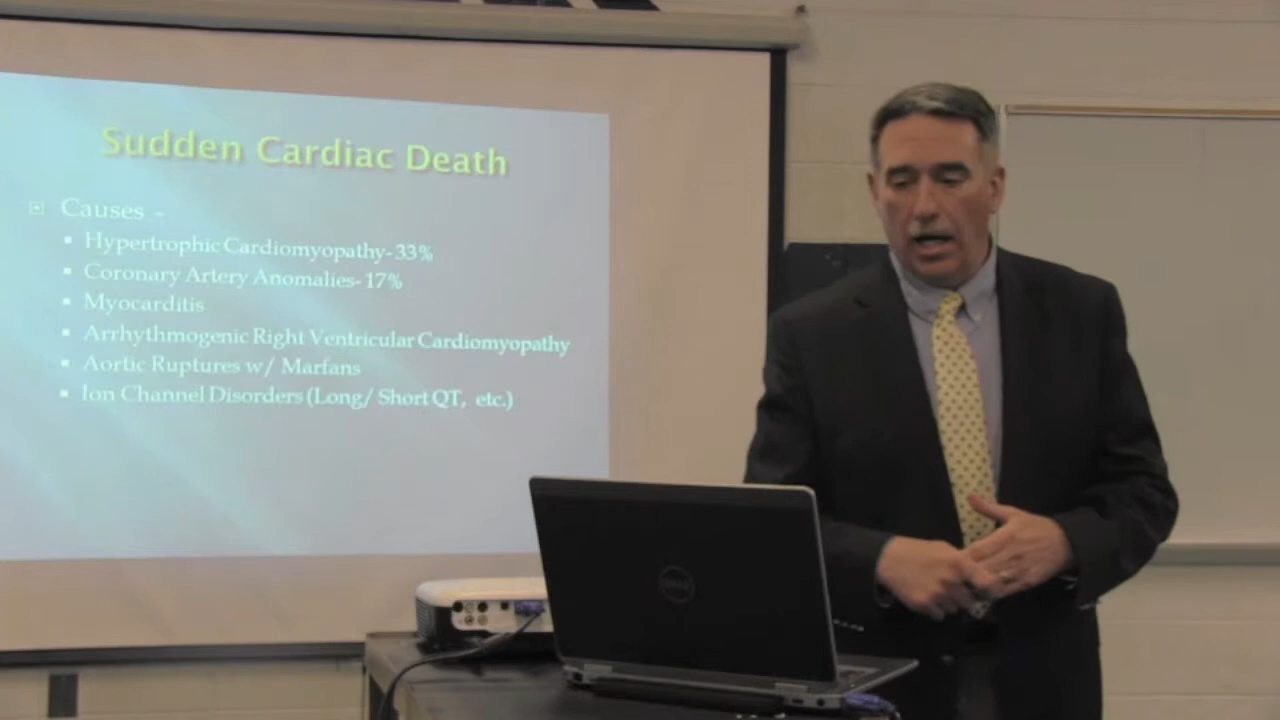 Sudden Cardiac Death
Causes -
Hypertrophic Cardiomyopathy- 33%
Coronary Artery Anomalies- 17%
Myocarditis
Arrhythmogenic Right Ventricular Cardiomyopathy
Aortic Ruptures w/ Marfans
Ion Channel Disorders (Long/ Short QT, etc.)
DELL